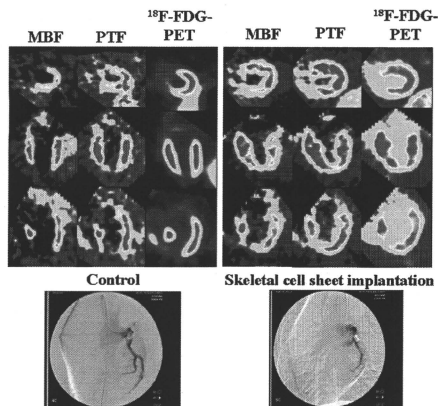 ¹⁸F-FDG-
MBF PTF PET
¹⁸F-FDG-
MBF PTF PET
Control
Skeletal cell sheet implantation